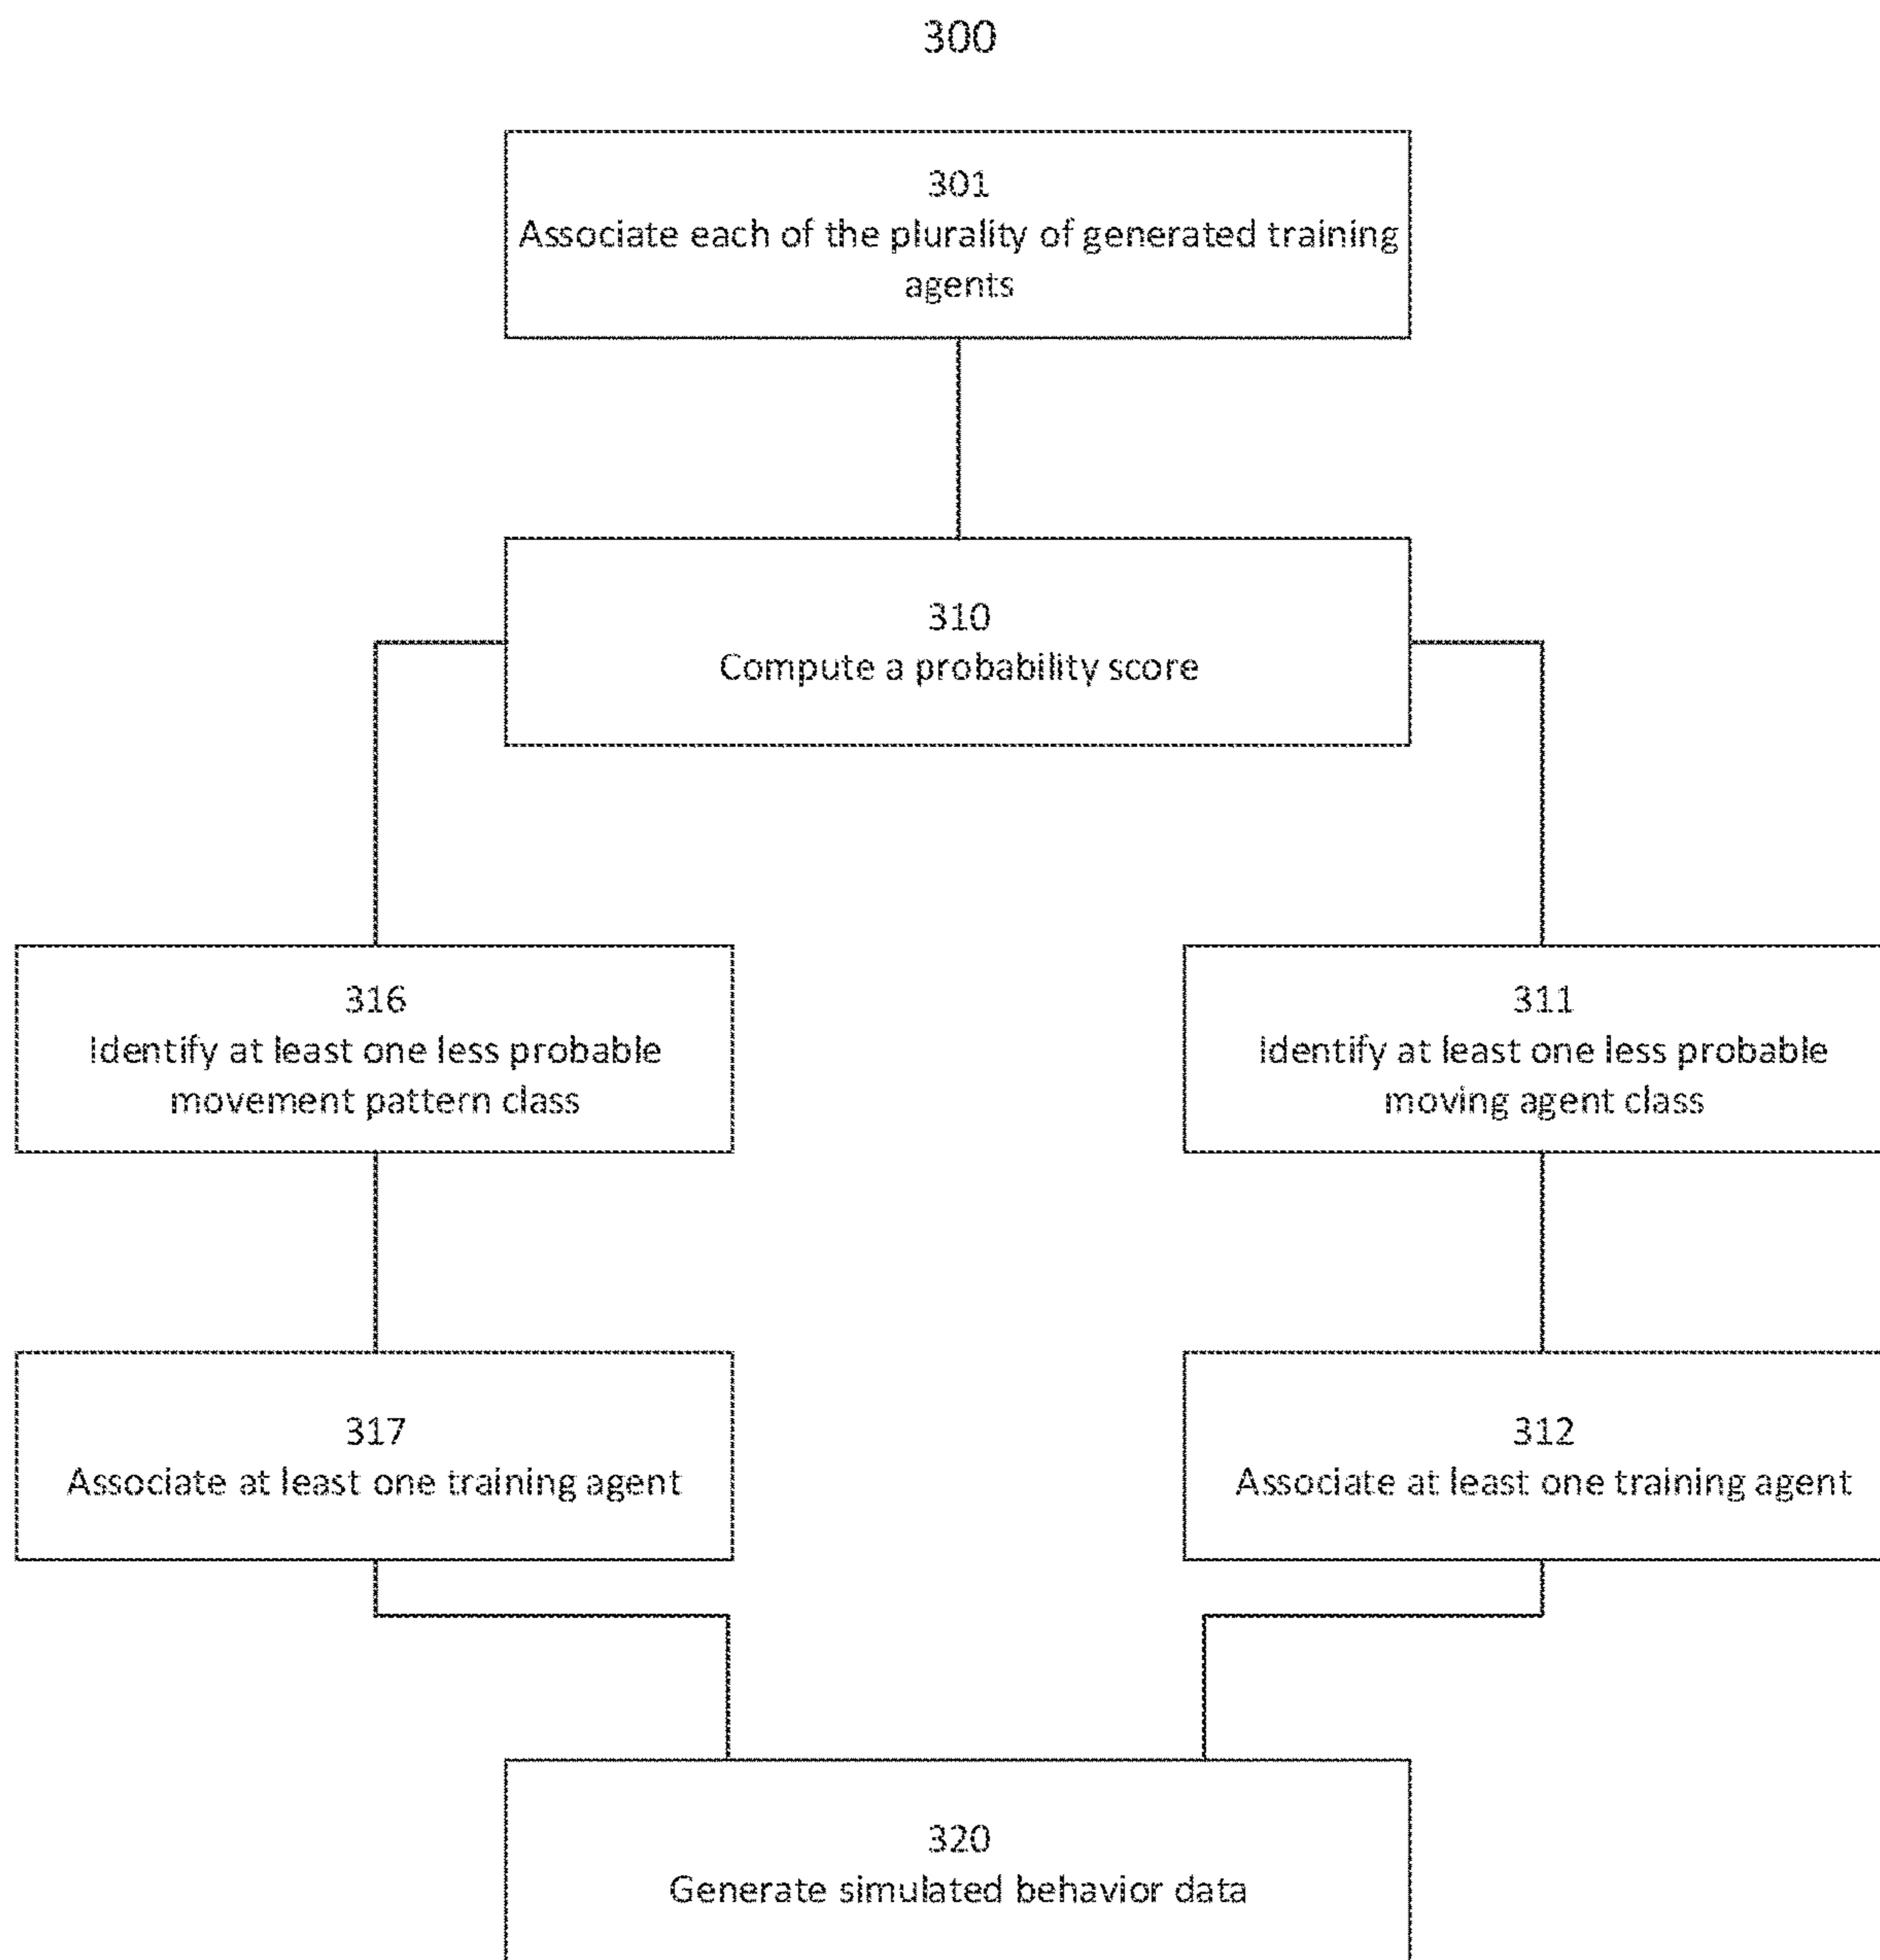 300
301
Associate each of the plurality of generated training
agents
310
Compute a probability score
316
Identify at least one less probable
movement pattern class
311
Identify at least one less probable
moving agent class
317
Associate at least one training agent
312
Associate at least one training agent
320
Generate simulated behavior data